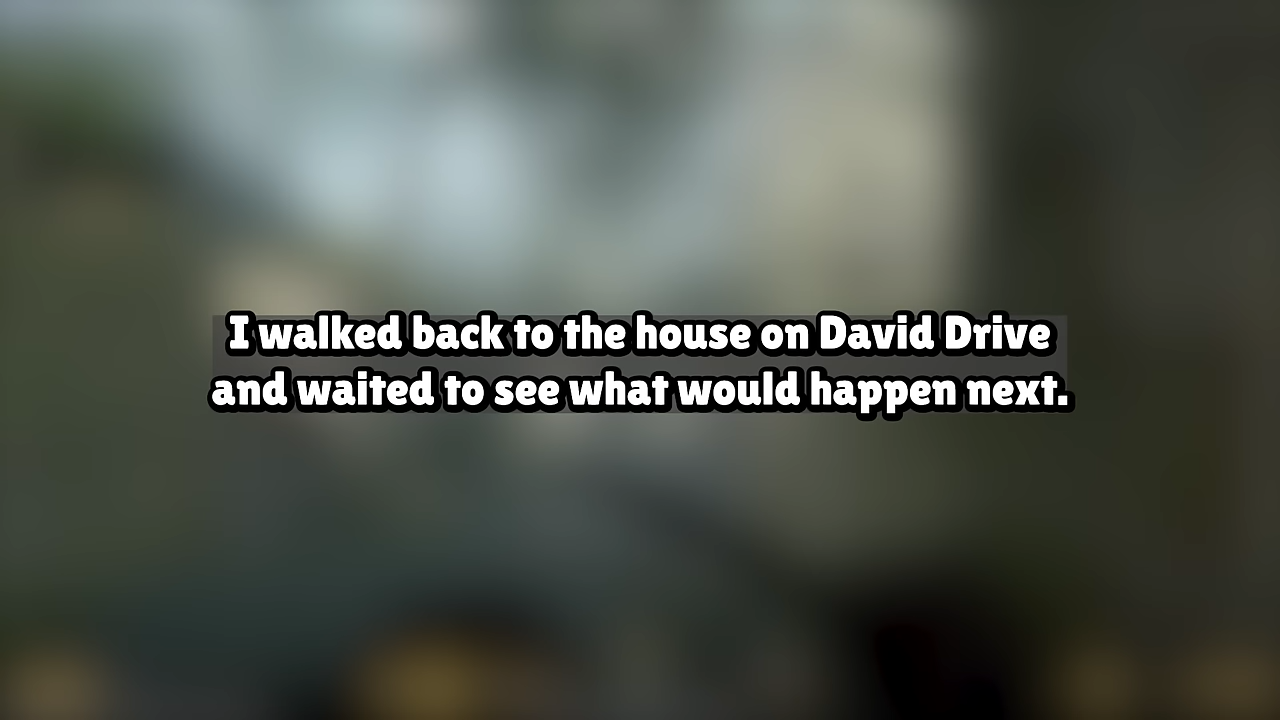 I walked back to the house on David Drive
and waited to see what would happen next.